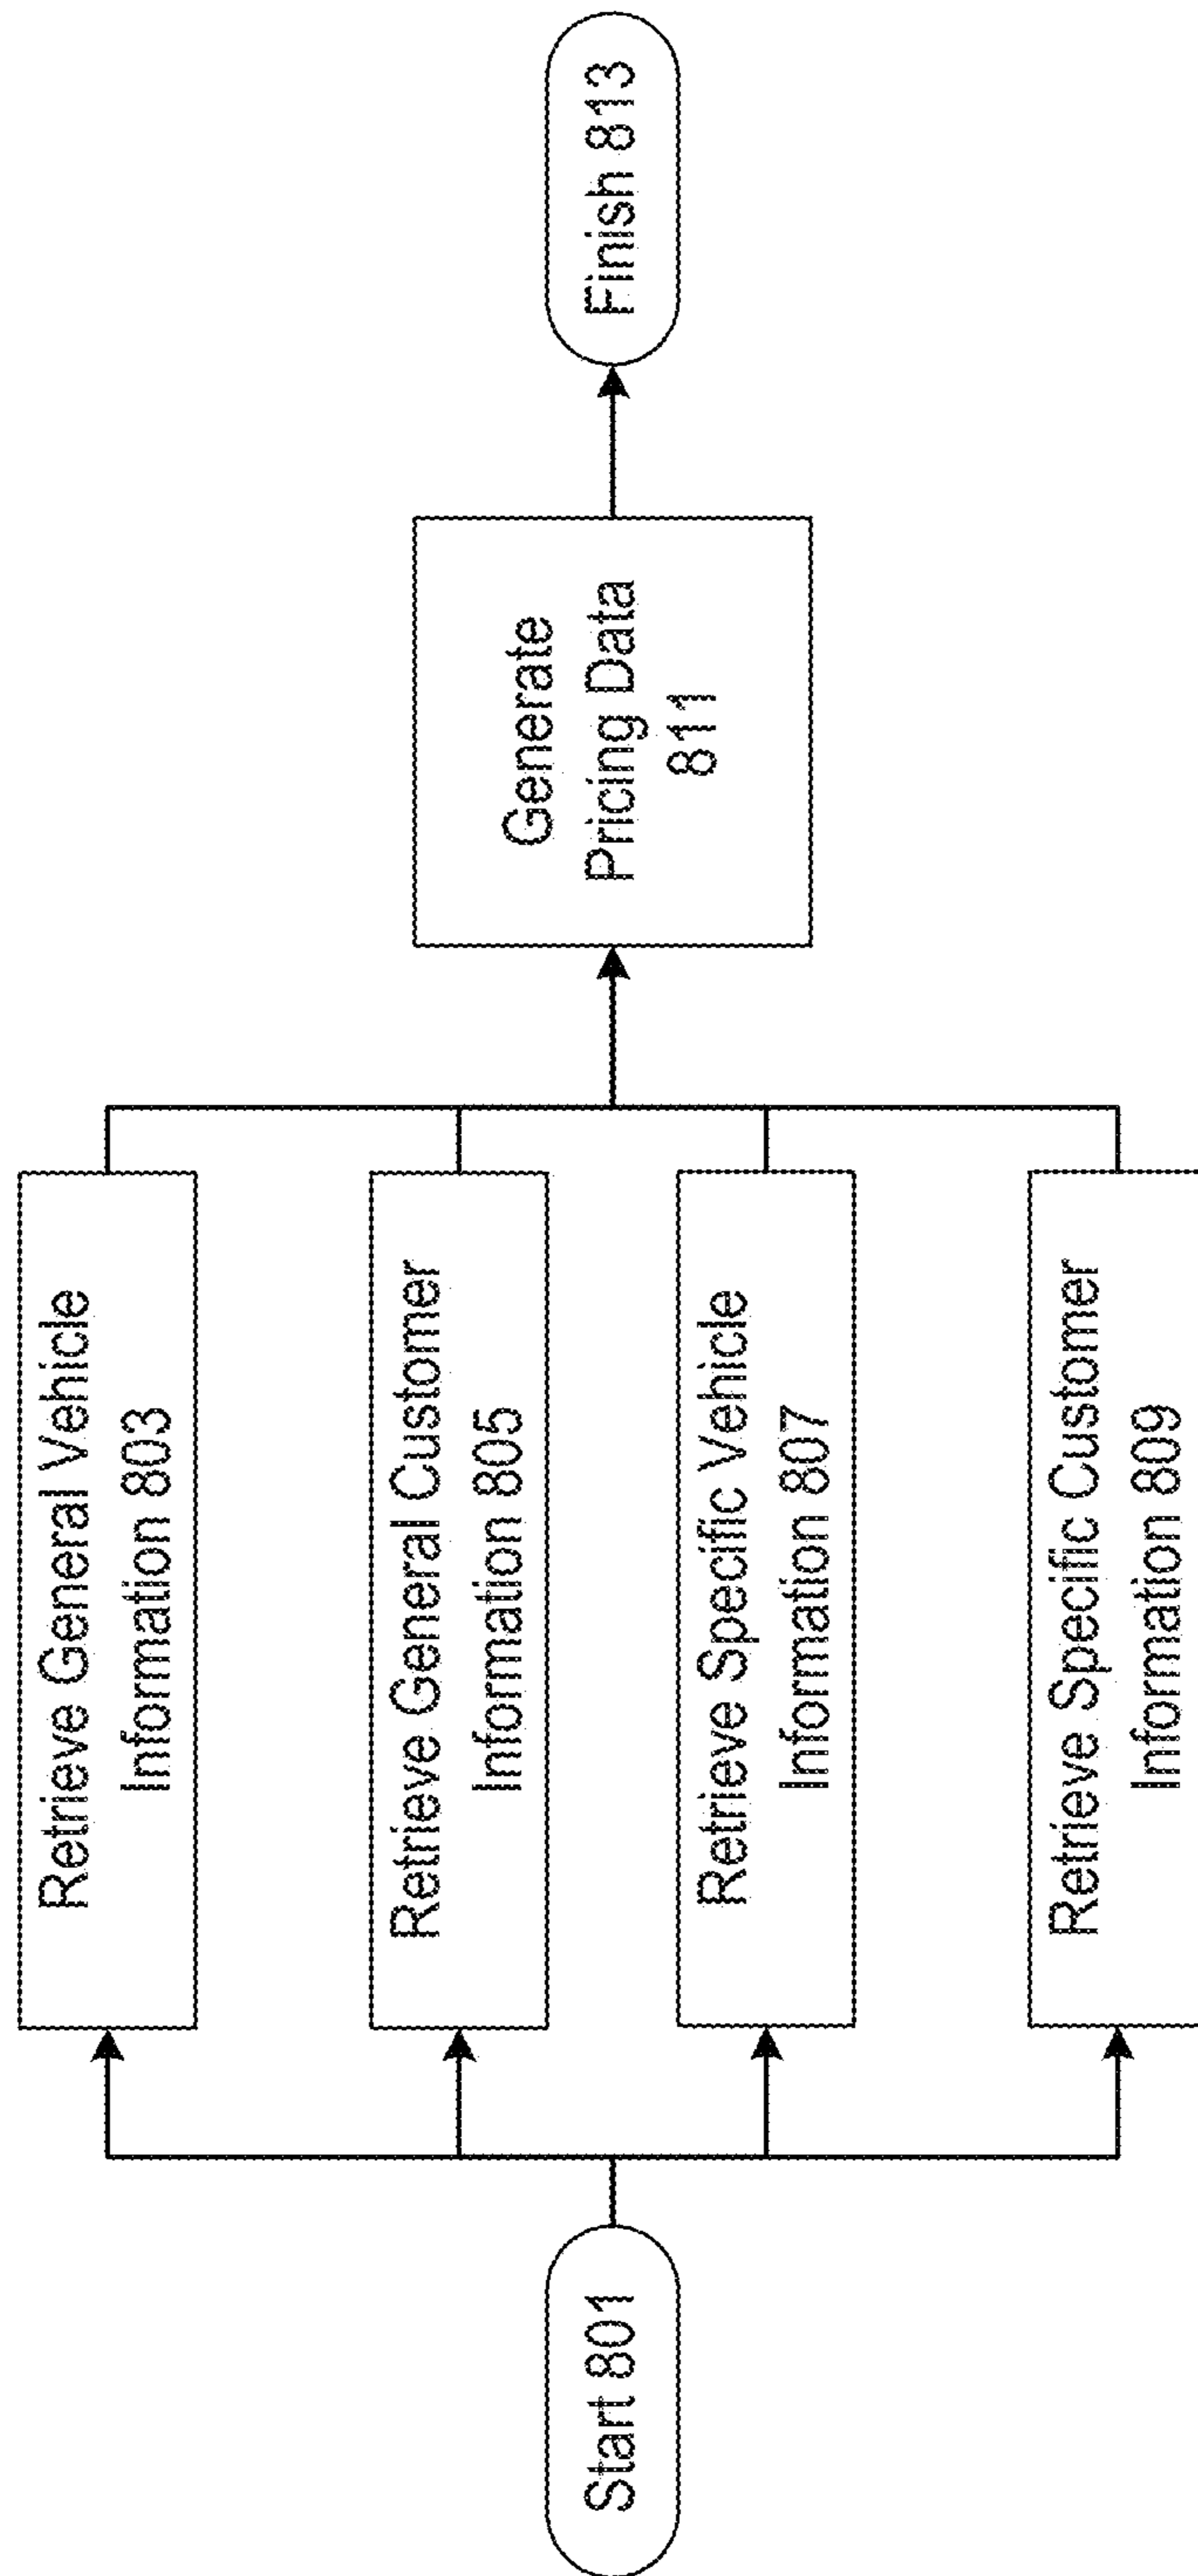 Start 801
Retrieve General Vehicle
Information 803
Retrieve General Customer
Information 805
Retrieve Specific Vehicle
Information 807
Retrieve Specific Customer
Information 809
Generate
Pricing Data
811
Finish 813